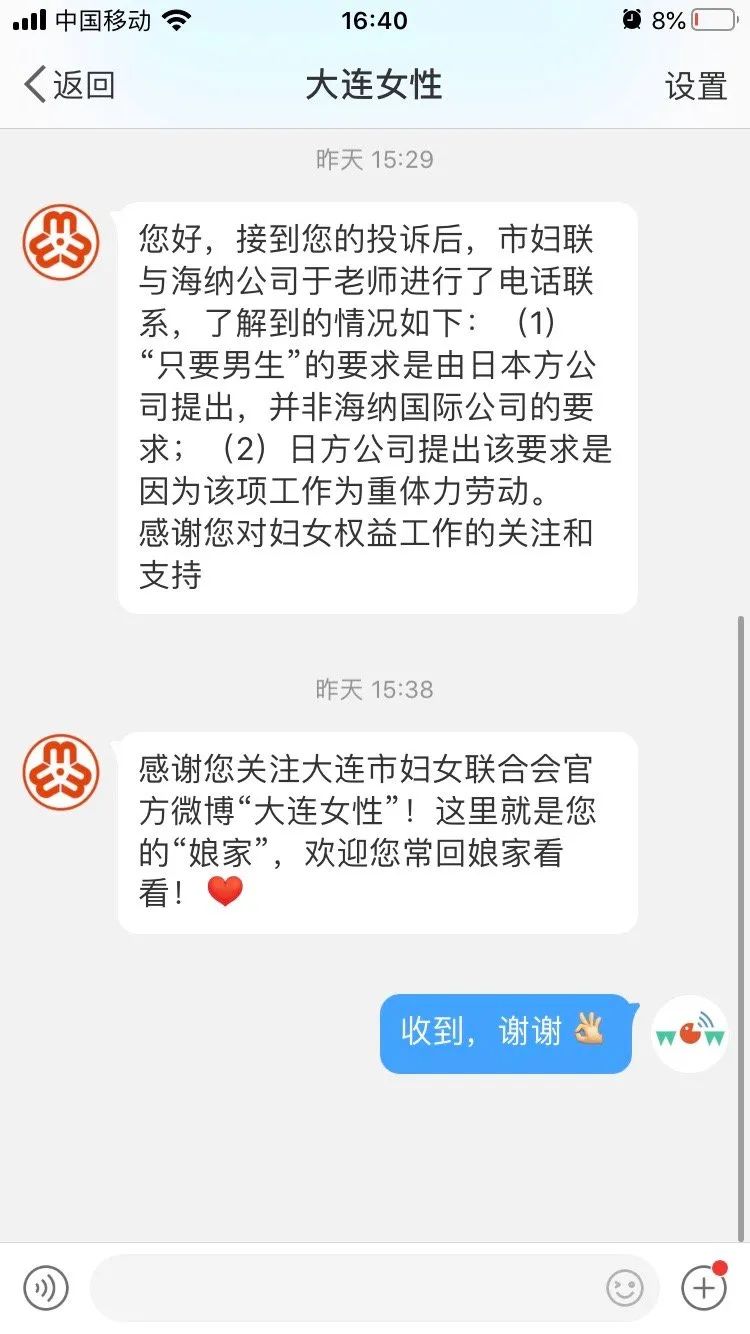 中国移动 16:40 8%
返回 大连女性 设置
昨天 15:29
您好，接到您的投诉后，市妇联
与海纳公司于老师进行了电话联
系，了解到的情况如下：（1）
“只要男生”的要求是由日本方公
司提出，并非海纳国际公司的要
求；（2）日方公司提出该要求是
因为该项工作为重体力劳动。
感谢您对妇女权益工作的关注和
支持
昨天 15:38
感谢您关注大连市妇女联合会官
方微博“大连女性”！这里就是您
的“娘家”，欢迎您常回娘家看
看！❤️
收到，谢谢👌